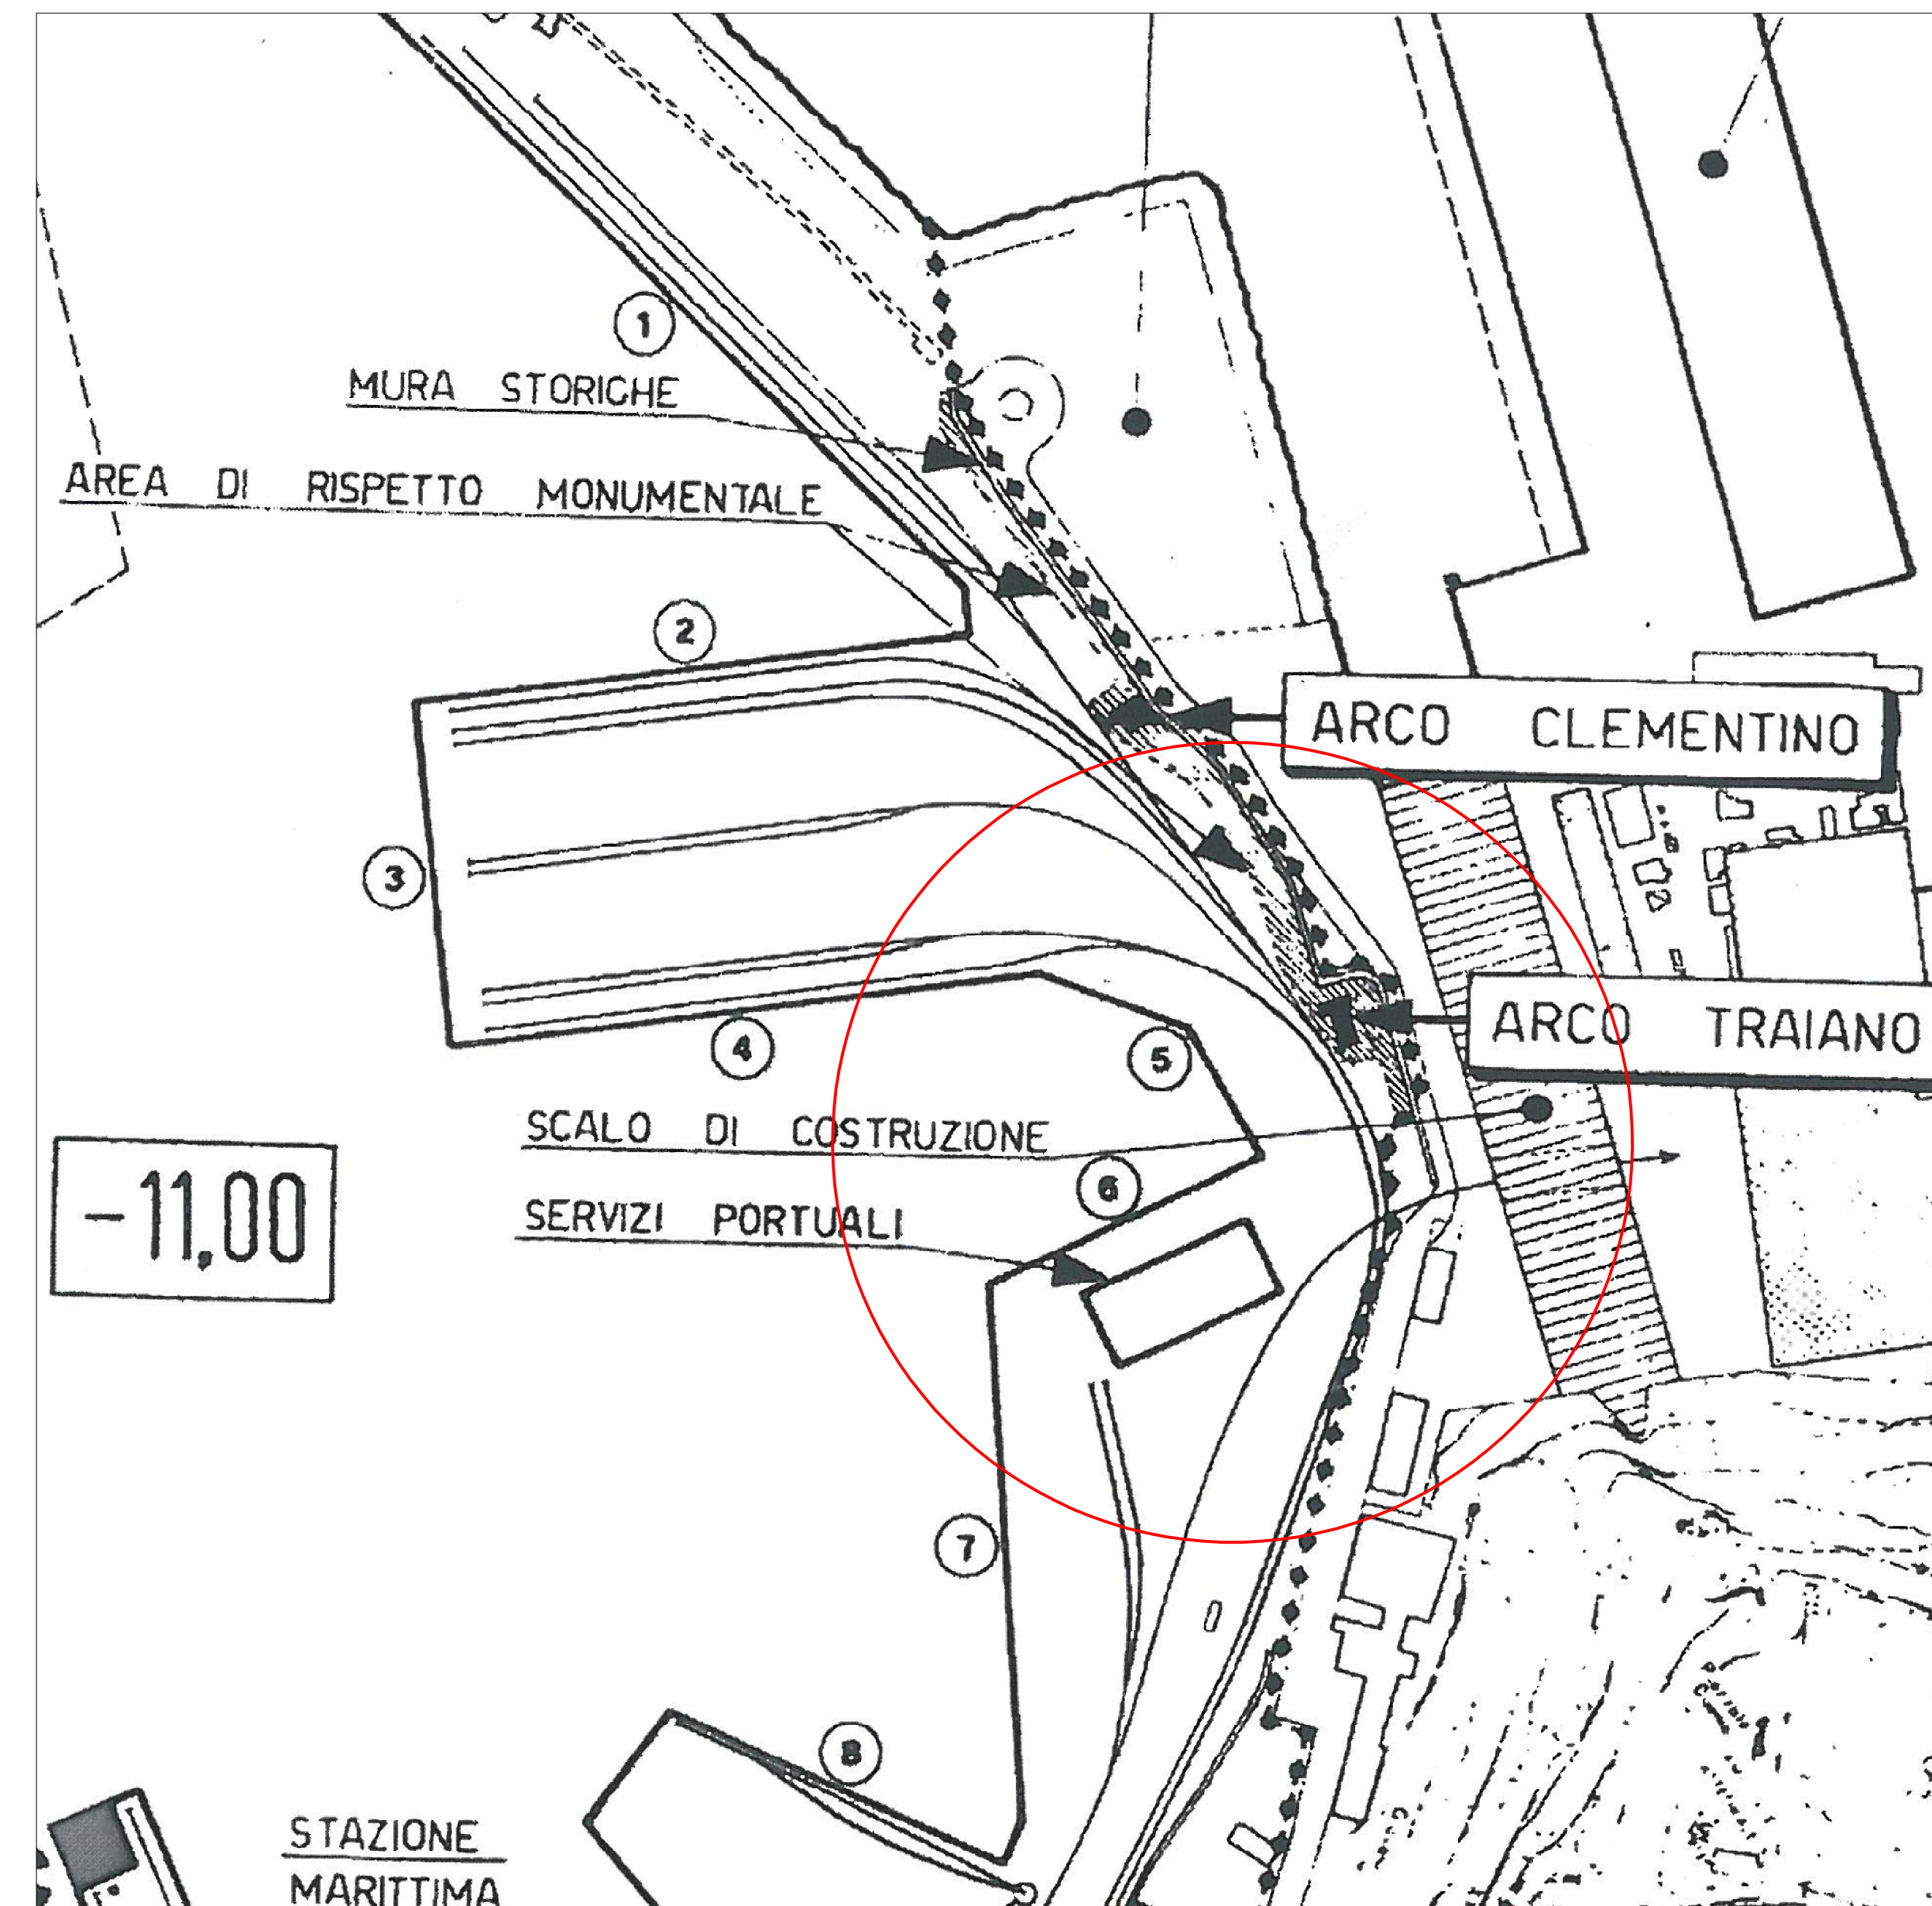 1
MURA STORICHE
AREA DI RISPETTO MONUMENTALE
2
ARCO CLEMENTINO
3
ARCO TRAIANO
4
5
SCALO DI COSTRUZIONE
-11,00
6
SERVIZI PORTUALI
7
8
STAZIONE
MARITTIMA